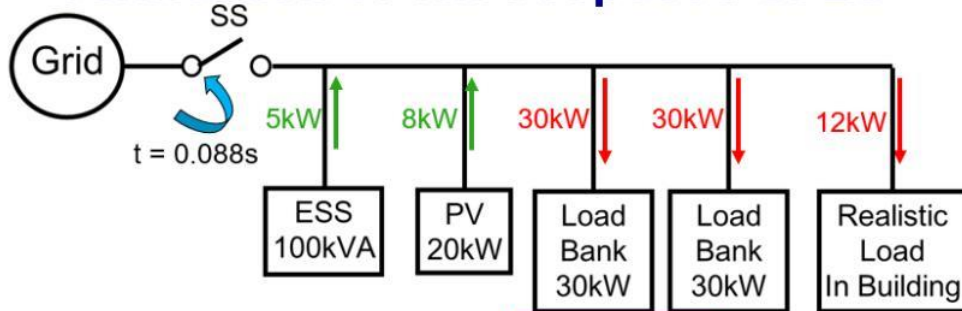 SS
Grid
5kW
8kW
30kW
30kW
12kW
t = 0.088s
ESS
100kVA
PV
20kW
Load
Bank
30kW
Load
Bank
30kW
Realistic
Load
In Building